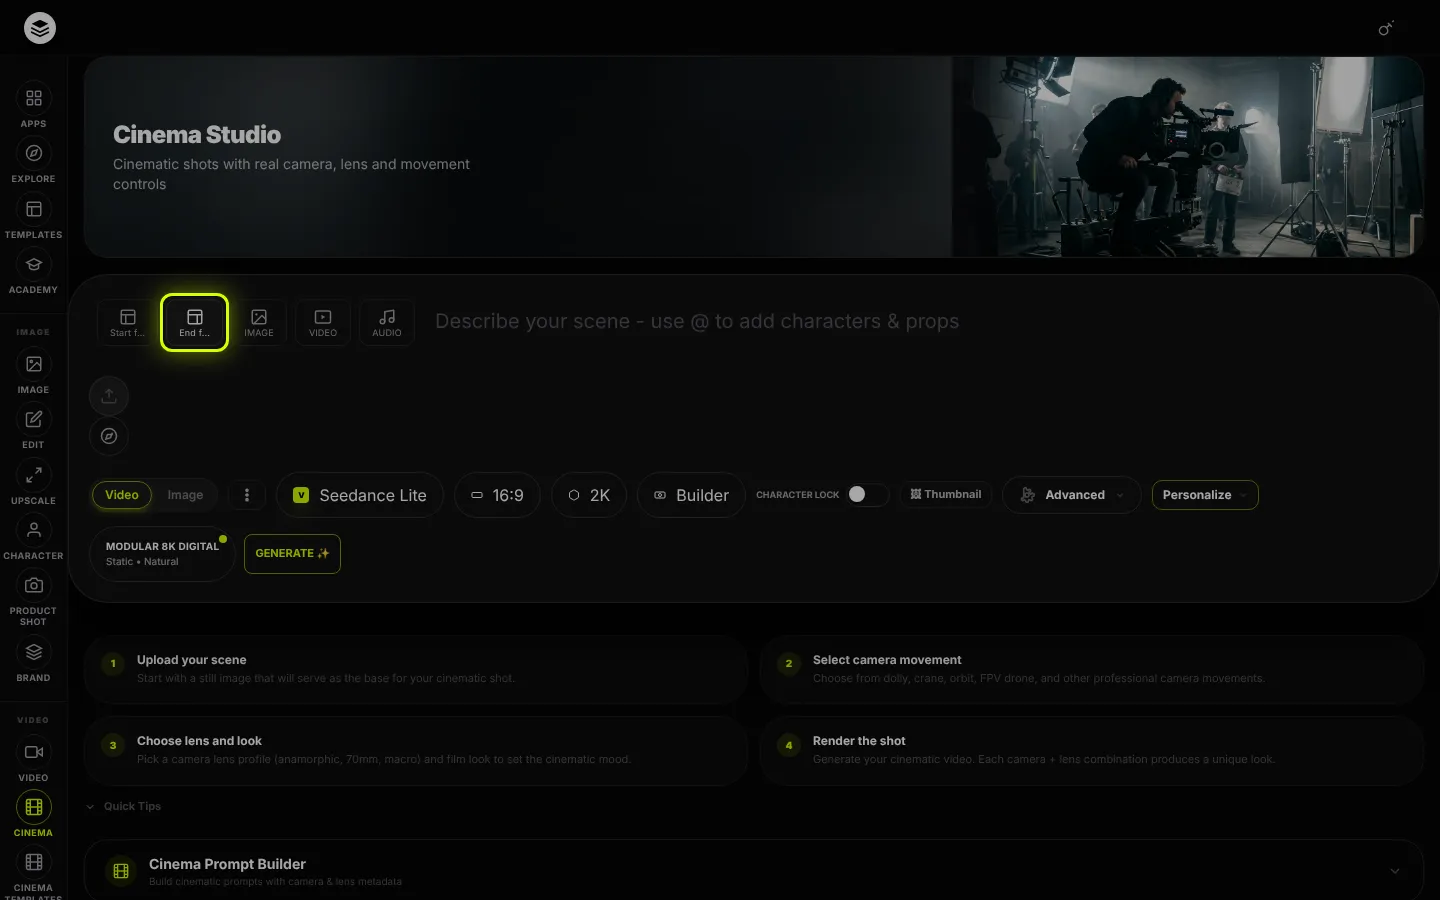 APPS
EXPLORE
TEMPLATES
ACADEMY
IMAGE
IMAGE
EDIT
UPSCALE
CHARACTER
PRODUCT
SHOT
BRAND
VIDEO
VIDEO
CINEMA
CINEMA
TEMPLATES
Cinema Studio
Cinematic shots with real camera, lens and movement
controls
Start f...
End f...
IMAGE
VIDEO
AUDIO
Describe your scene - use @ to add characters & props
Video
Image
V
Seedance Lite
16:9
2K
Builder
CHARACTER LOCK
Thumbnail
Advanced
Personalize
MODULAR 8K DIGITAL
Static • Natural
GENERATE ✨
1
Upload your scene
Start with a still image that will serve as the base for your cinematic shot.
2
Select camera movement
Choose from dolly, crane, orbit, FPV drone, and other professional camera movements.
3
Choose lens and look
Pick a camera lens profile (anamorphic, 70mm, macro) and film look to set the cinematic mood.
4
Render the shot
Generate your cinematic video. Each camera + lens combination produces a unique look.
Quick Tips
Cinema Prompt Builder
Build cinematic prompts with camera & lens metadata